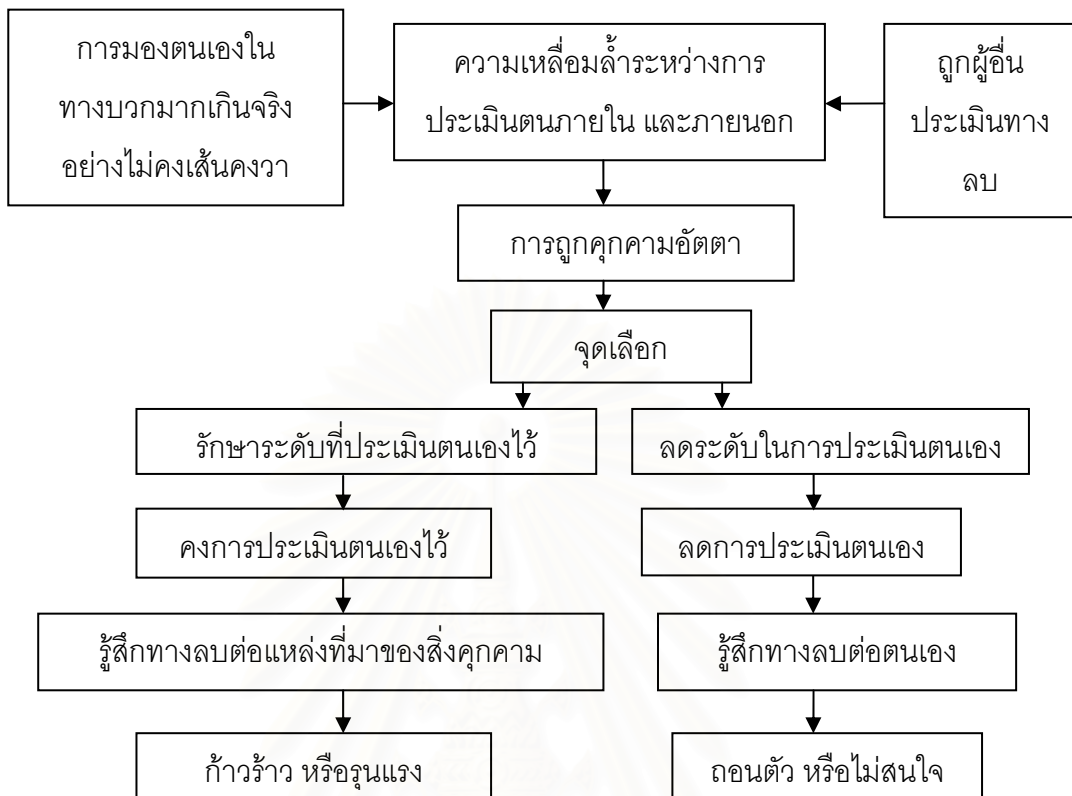 การมองตนเองใน
ทางบวกมากเกินจริง
อย่างไม่คงเส้นคงวา
ความเหลื่อมล้ำระหว่างการ
ประเมินตนภายใน และภายนอก
ถูกผู้อื่น
ประเมินทาง
ลบ
การถูกคุกคามอัตตา
จุดเลือก
รักษาระดับที่ประเมินตนเองไว้
ลดระดับในการประเมินตนเอง
คงการประเมินตนเองไว้
ลดการประเมินตนเอง
รู้สึกทางลบต่อแหล่งที่มาของสิ่งคุกคาม
รู้สึกทางลบต่อตนเอง
ก้าวร้าว หรือรุนแรง
ถอนตัว หรือไม่สนใจ